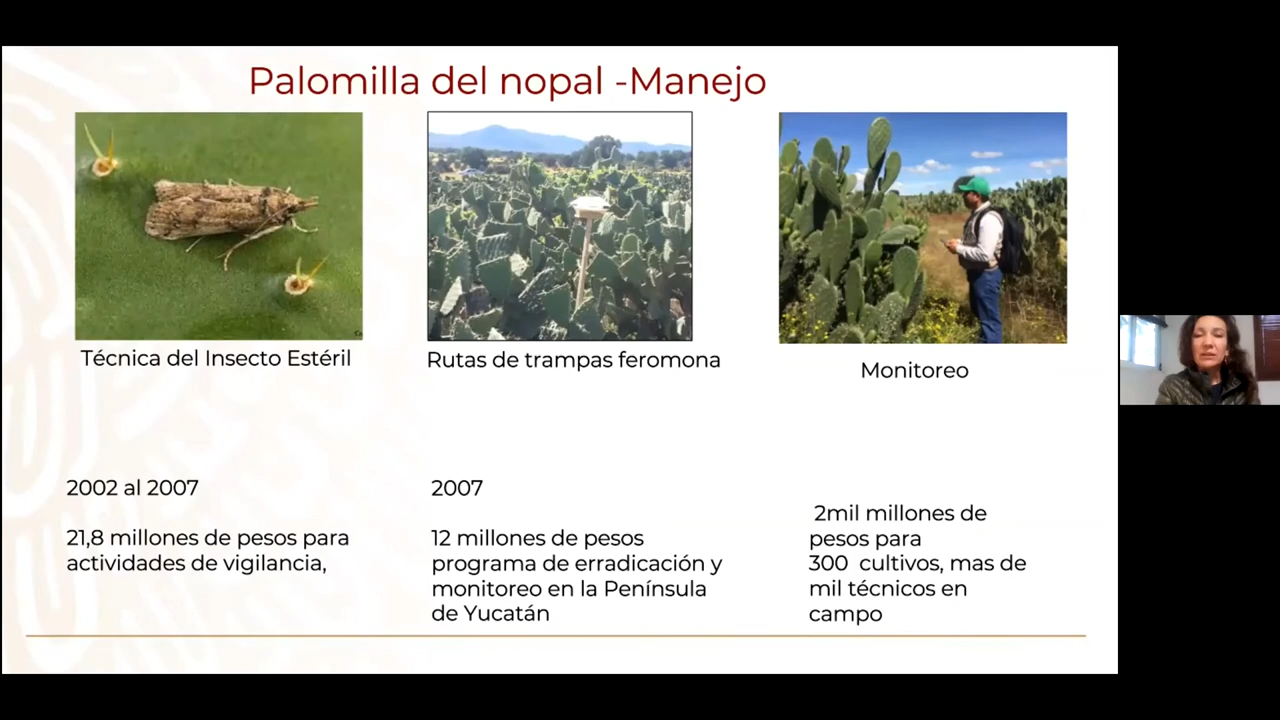 Palomilla del nopal -Manejo
Técnica del Insecto Estéril
Rutas de trampas feromona
Monitoreo
2002 al 2007
21,8 millones de pesos para
actividades de vigilancia,
2007
12 millones de pesos
programa de erradicación y
monitoreo en la Península
de Yucatán
2mil millones de
pesos para
300 cultivos, mas de
mil técnicos en
campo